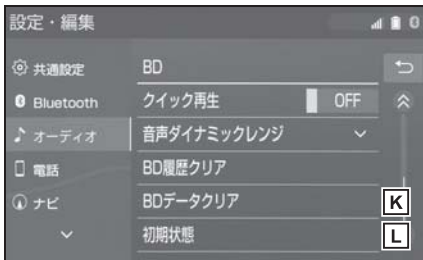 設定・編集
共通設定
BD
Bluetooth
クイック再生
OFF
オーディオ
音声ダイナミックレンジ
電話
BD履歴クリア
ナビ
BDデータクリア
K
初期状態
L